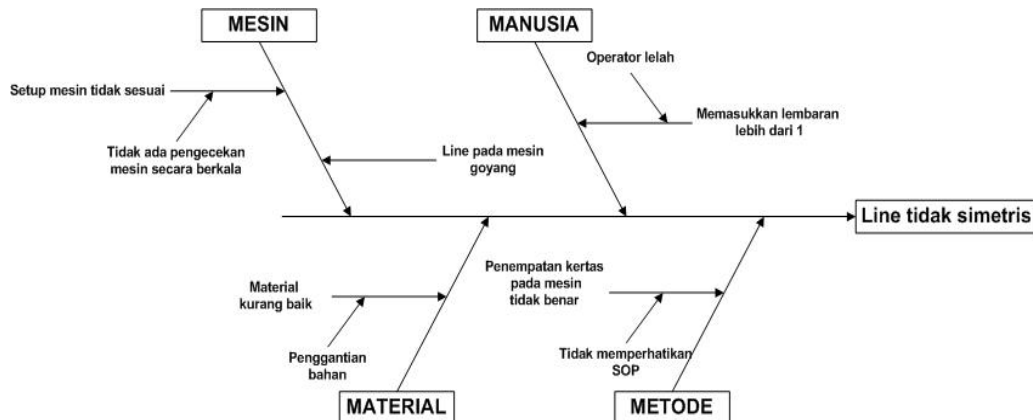 MESIN
MANUSIA
Operator lelah
Setup mesin tidak sesuai
Memasukkan lembaran
lebih dari 1
Tidak ada pengecekan
mesin secara berkala
Line pada mesin
goyang
Line tidak simetris
Material
kurang baik
Penempatan kertas
pada mesin
tidak benar
Penggantian
bahan
Tidak memperhatikan
SOP
MATERIAL
METODE